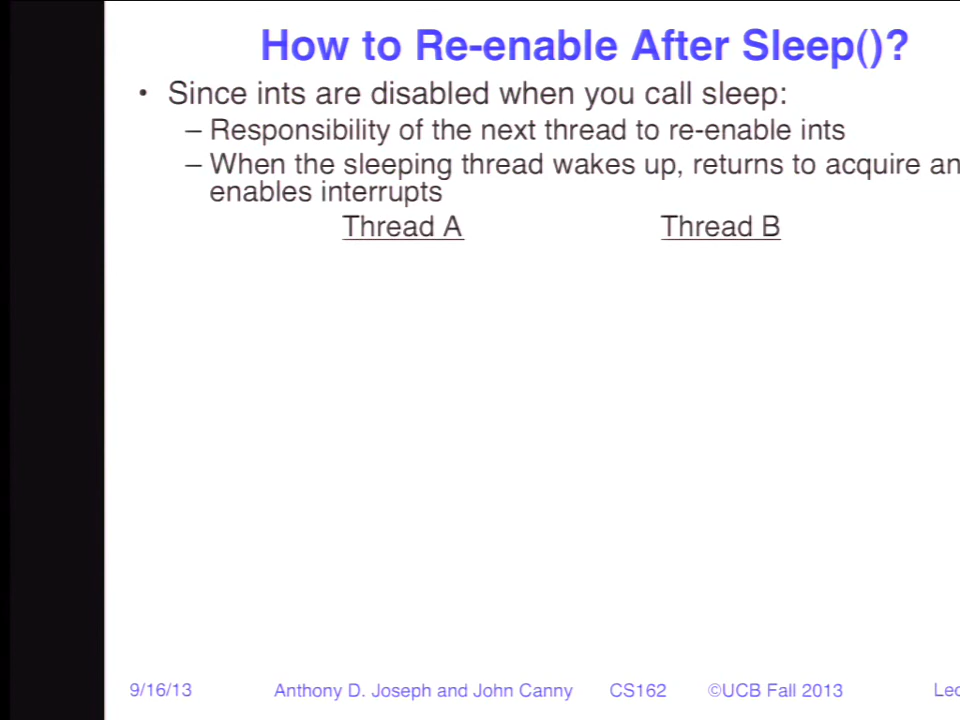 How to Re-enable After Sleep()?
• Since ints are disabled when you call sleep:
– Responsibility of the next thread to re-enable ints
– When the sleeping thread wakes up, returns to acquire an
enables interrupts
Thread A Thread B
9/16/13 Anthony D. Joseph and John Canny CS162 ©UCB Fall 2013 Lec